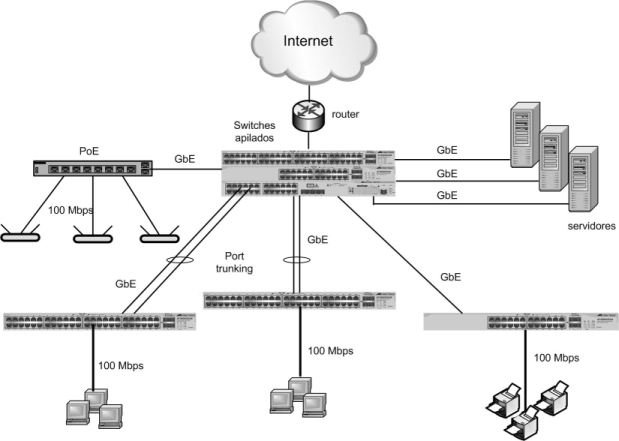 Internet
router
Switches
apilados
PoE
GbE
GbE
GbE
GbE
servidores
100 Mbps
Port
trunking
GbE
GbE
GbE
100 Mbps
100 Mbps
100 Mbps